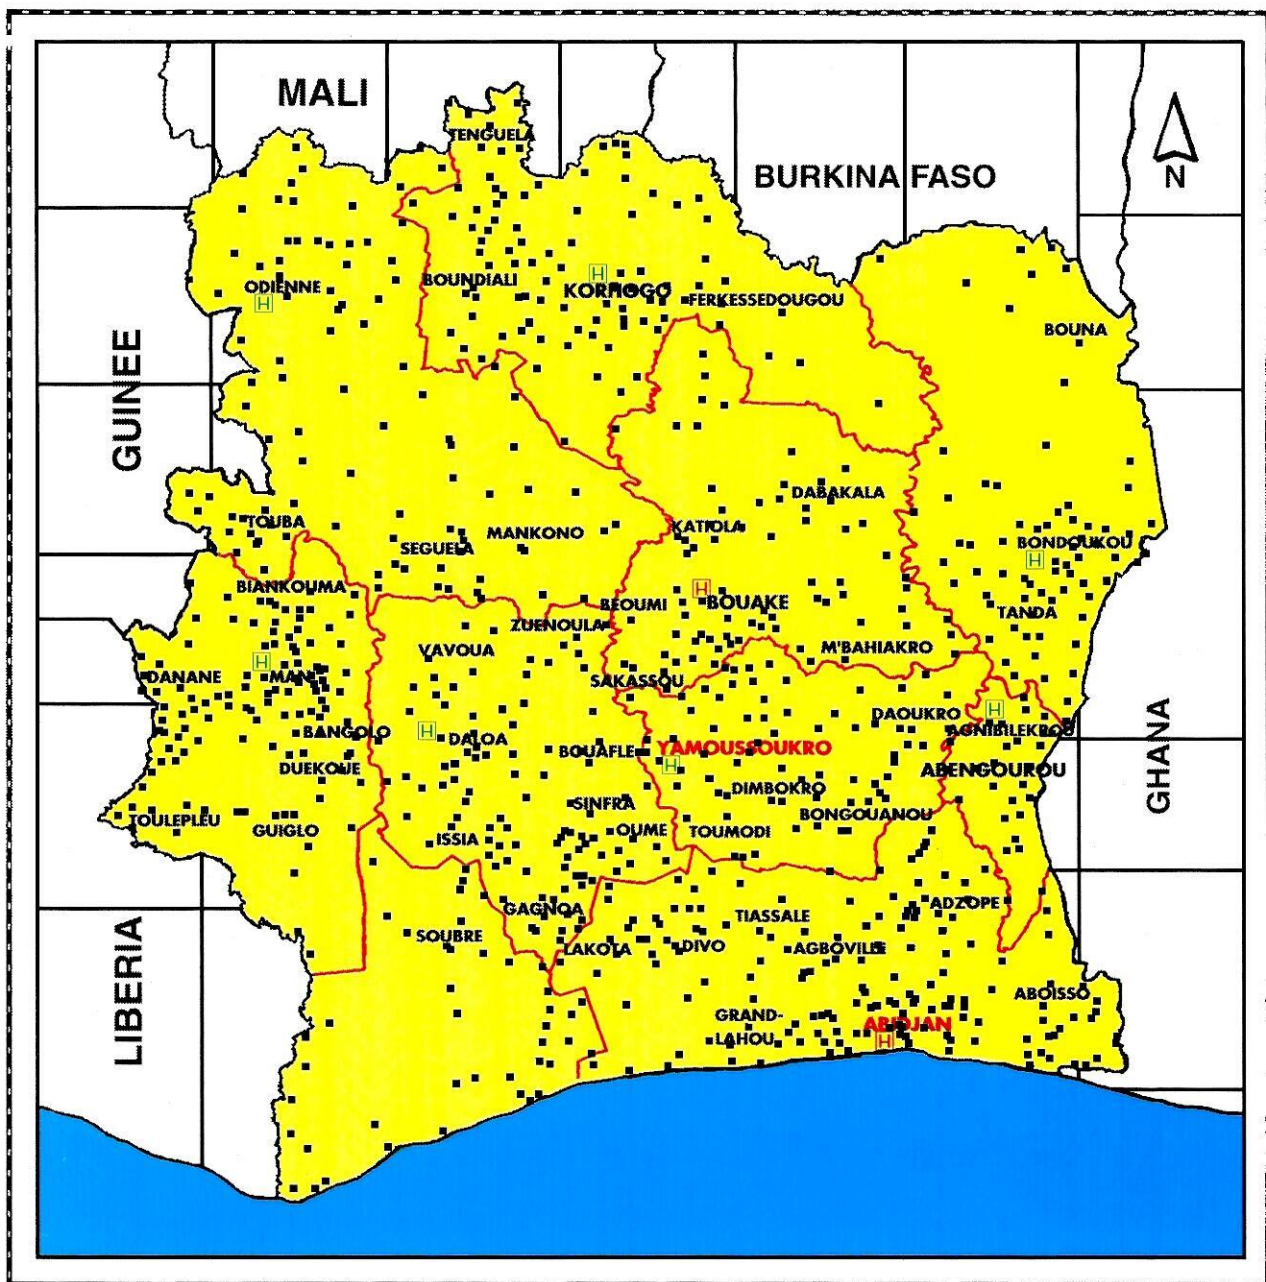 MALI
TENGUELA
BURKINA FASO
N
ODIENNE
H
BOUNDIALI
H
KORHOGO
FERKESSEDOUGOU
BOUNA
GUINEE
DABAKALA
TOUBA
KATIOLA
MANKONO
SEGUELA
BONDOUKOU
H
BIANKOUMA
H
BEOUMI
BOUAKE
TANDA
ZUENOULA
VAVOUA
M'BAHIAKRO
H
DANANE
MAN
SAKASSOU
H
DAOUKRO
BANGOLO
H
DALOA
AGNIBILEKROU
BOUAFLE
YAMOUSSOUKRO
H
GHANA
DUEKOUE
ABENGOUROU
DIMBOKRO
SINFRA
BONGOUANOU
TOULEPLEU
GUIGLO
OUME
TOUMODI
ISSIA
ADZOPE
GAGNOA
TIASSALE
SOUBRE
LAKOTA
DIVO
AGBOVILLE
LIBERIA
ABOISSO
GRAND-
LAHOU
ABIDJAN
H